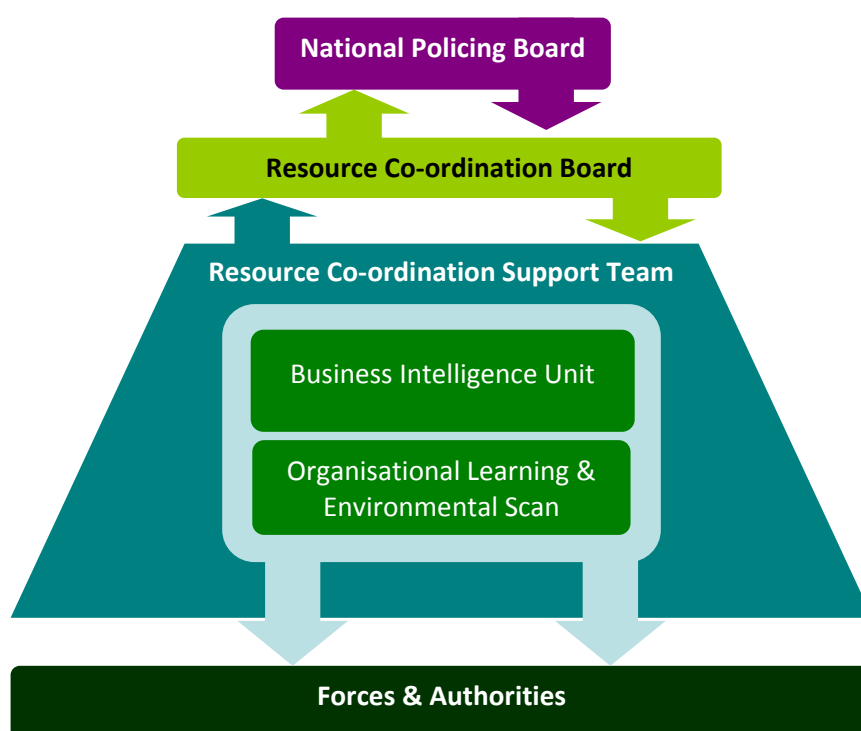 National Policing Board
Resource Co-ordination Board
Resource Co-ordination Support Team
Business Intelligence Unit
Organisational Learning &
Environmental Scan
Forces & Authorities